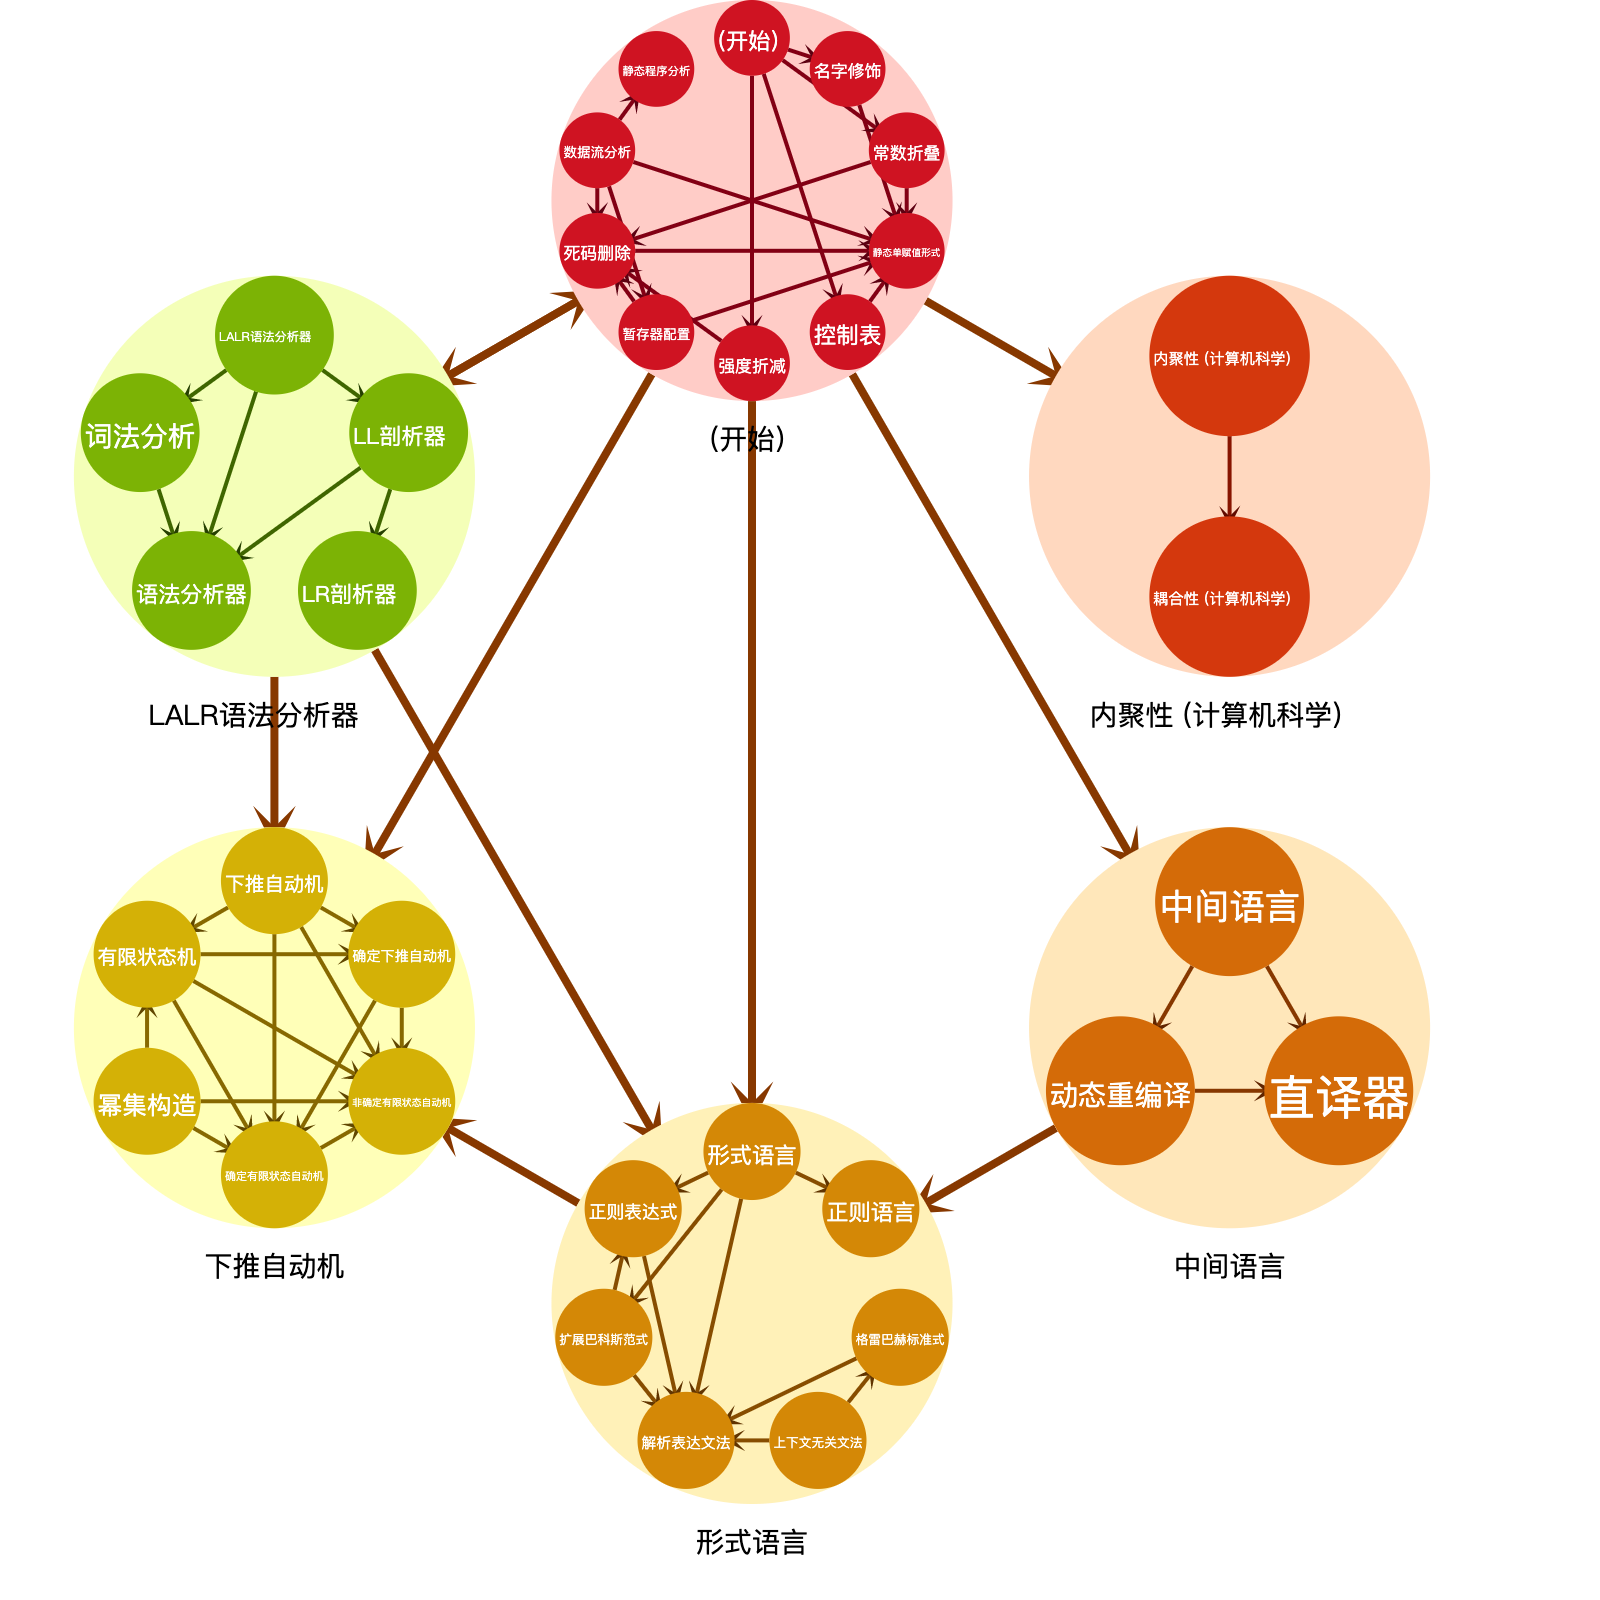 (开始)
静态程序分析
名字修饰
数据流分析
常数折叠
死码删除
静态单赋值形式
暂存器配置
控制表
强度折减
(开始)
LALR语法分析器
词法分析
LL剖析器
语法分析器
LR剖析器
LALR语法分析器
内聚性 (计算机科学)
耦合性 (计算机科学)
内聚性 (计算机科学)
下推自动机
有限状态机
确定下推自动机
幂集构造
非确定有限状态自动机
确定有限状态自动机
下推自动机
中间语言
动态重编译
直译器
中间语言
形式语言
正则表达式
正则语言
扩展巴科斯范式
格雷巴赫标准式
解析表达文法
上下文无关文法
形式语言